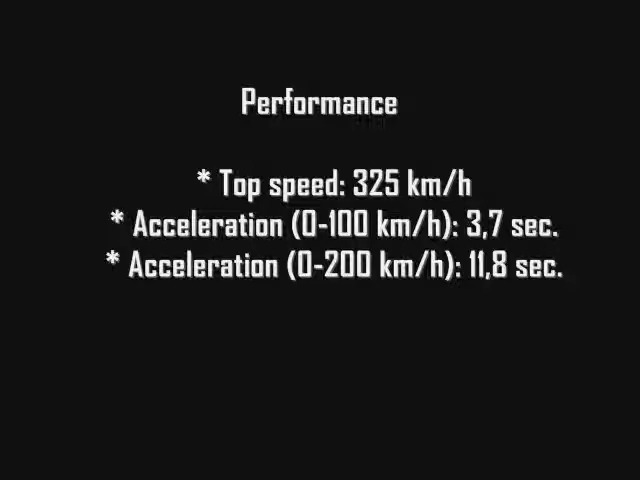 Performance
* Top speed: 325 km/h
* Acceleration (0-100 km/h): 3,7 sec.
* Acceleration (0-200 km/h): 11,8 sec.